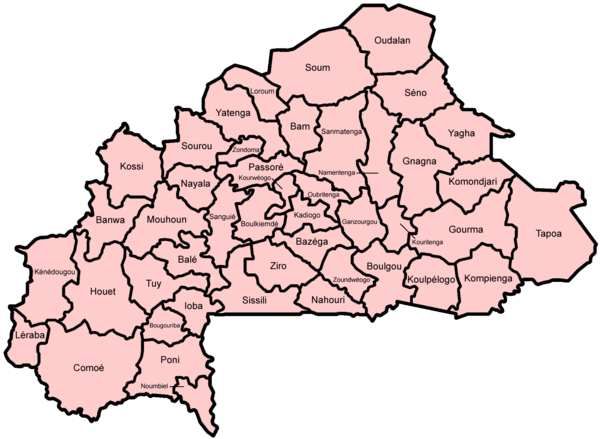 Oudalan
Soum
Loroum
Séno
Yatenga
Bam
Sanmatenga
Yagha
Sourou
Zondoma
Gnagna
Kossi
Passoré
Namentenga
Kourwéogo
Komondjari
Nayala
Oubritenga
Banwa
Mouhoun
Sanguié
Boulkiemdé
Kadiogo
Ganzourgou
Gourma
Tapoa
Kouritenga
Bazéga
Balé
Ziro
Boulgou
Kénédougou
Houet
Tuy
Zoundwéogo
Koulpélogo
Kompienga
Ioba
Sissili
Nahouri
Bougouriba
Léraba
Comoé
Poni
Noumbiel